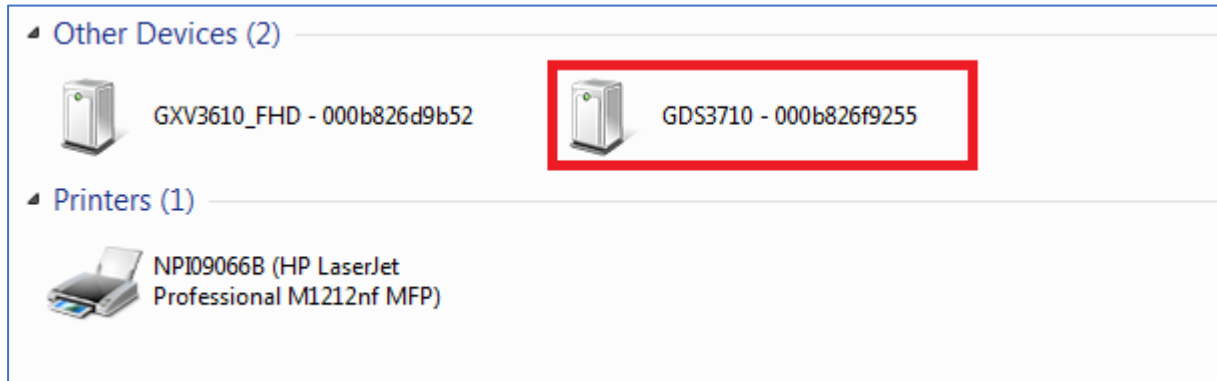 Other Devices (2)
GXV3610_FHD - 000b826d9b52
GDS3710 - 000b826f9255
Printers (1)
NPI09066B (HP LaserJet
Professional M1212nf MFP)